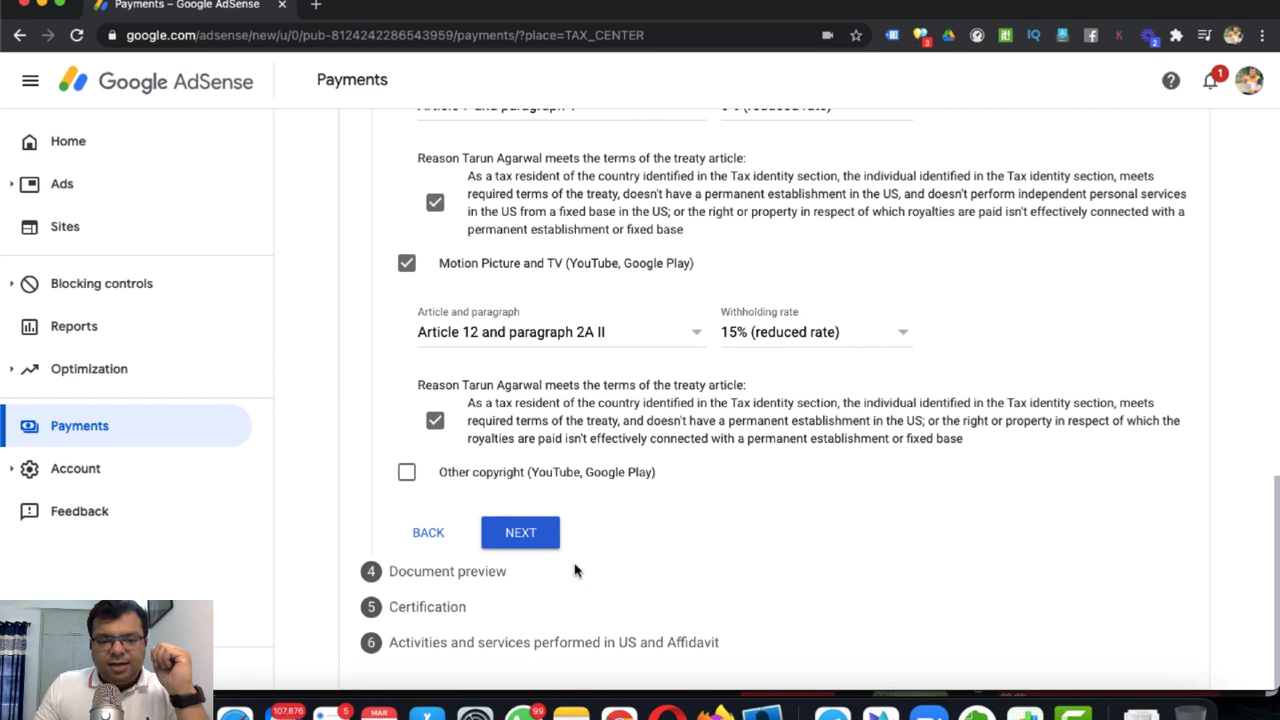 Payments – Google AdSense
google.com/adsense/new/u/0/pub-8124242286543959/payments/?place=TAX_CENTER
3
2
Google AdSense
Payments
1
Home
Ads
Sites
Blocking controls
Reports
Optimization
Payments
Account
Feedback
Reason Tarun Agarwal meets the terms of the treaty article:
As a tax resident of the country identified in the Tax identity section, the individual identified in the Tax identity section, meets
required terms of the treaty, doesn't have a permanent establishment in the US, and doesn't perform independent personal services
in the US from a fixed base in the US; or the right or property in respect of which royalties are paid isn't effectively connected with a
permanent establishment or fixed base
Motion Picture and TV (YouTube, Google Play)
Article and paragraph
Withholding rate
Article 12 and paragraph 2A II
15% (reduced rate)
Reason Tarun Agarwal meets the terms of the treaty article:
As a tax resident of the country identified in the Tax identity section, the individual identified in the Tax identity section, meets
required terms of the treaty, and doesn't have a permanent establishment in the US; or the right or property in respect of which the
royalties are paid isn't effectively connected with a permanent establishment or fixed base
Other copyright (YouTube, Google Play)
BACK
NEXT
4 Document preview
5 Certification
6 Activities and services performed in US and Affidavit
107,876
5
MAR
99